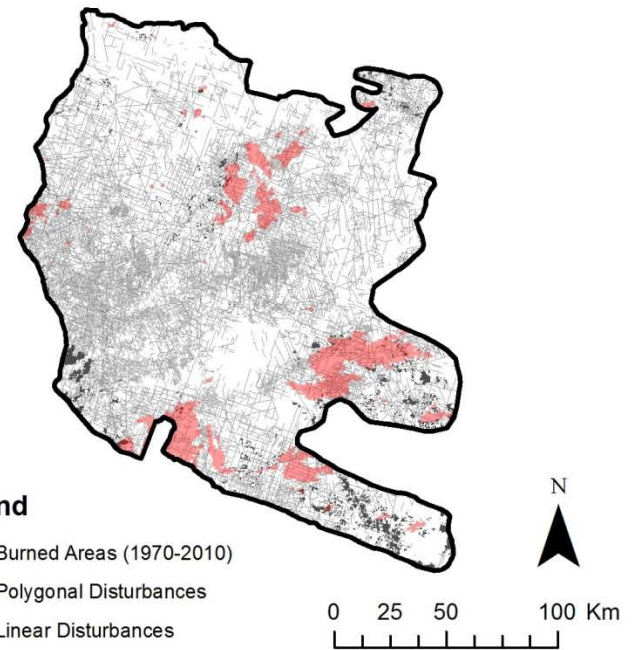 nd
Burned Areas (1970-2010)
Polygonal Disturbances
Linear Disturbances
N
0 25 50 100 Km